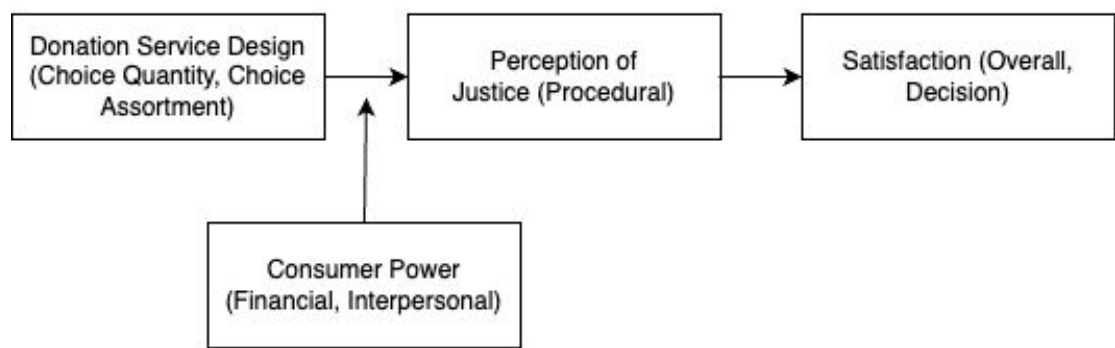 Donation Service Design
(Choice Quantity, Choice
Assortment)
Perception of
Justice (Procedural)
Satisfaction (Overall,
Decision)
Consumer Power
(Financial, Interpersonal)